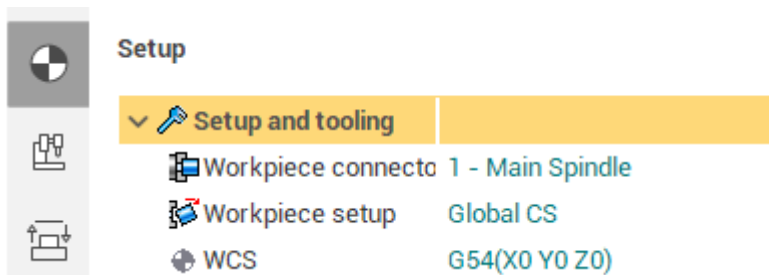 Setup
Setup and tooling
Workpiece connecto 1 - Main Spindle
Workpiece setup Global CS
WCS G54(X0 Y0 Z0)